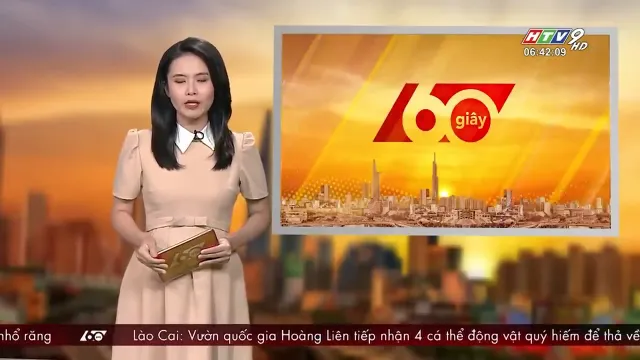 HTV9 HD
06:42:09
60 giây
nhổ răng 60 Lào Cai: Vườn quốc gia Hoàng Liên tiếp nhận 4 cá thể động vật quý hiếm để thả về